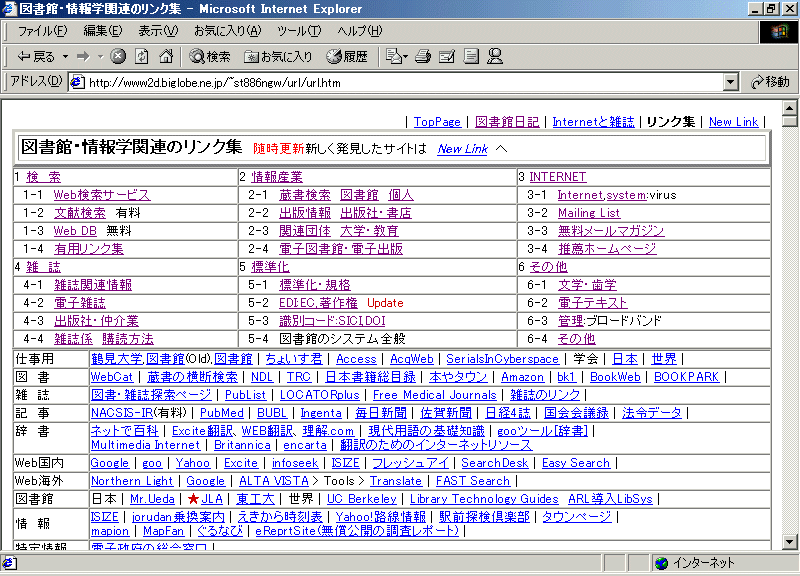 図書館・情報学関連のリンク集 - Microsoft Internet Explorer
ファイル(F) 編集(E) 表示(V) お気に入り(A) ツール(T) ヘルプ(H)
戻る 検索 お気に入り 履歴
アドレス(D) http://www2d.biglobe.ne.jp/~st886ngw/url/url.htm 移動
| TopPage | 図書館日記 | Internetと雑誌 | リンク集 | New Link |
図書館・情報学関連のリンク集 随時更新新しく発見したサイトは New Link へ
1 検 索 2 情報産業 3 INTERNET
1-1 Web検索サービス 2-1 蔵書検索 図書館 個人 3-1 Internet,system:virus
1-2 文献検索 有料 2-2 出版情報 出版社・書店 3-2 Mailing List
1-3 Web DB 無料 2-3 関連団体 大学・教育 3-3 無料メールマガジン
1-4 有用リンク集 2-4 電子図書館・電子出版 3-4 推薦ホームページ
4 雑 誌 5 標準化 6 その他
4-1 雑誌関連情報 5-1 標準化・規格 6-1 文学・歯学
4-2 電子雑誌 5-2 EDI:EC,著作権 Update 6-2 電子テキスト
4-3 出版社・仲介業 5-3 識別コード:SICI,DOI 6-3 管理:ブロードバンド
4-4 雑誌係 購読方法 5-4 図書館のシステム全般 6-4 その他
仕事用 鶴見大学,図書館(Old),図書館 | ちょいす君 | Access | AcqWeb | SerialsInCyberspace | 学会 | 日本 | 世界 |
図 書 WebCat | 蔵書の横断検索 | NDL | TRC | 日本書籍総目録 | 本やタウン | Amazon | bk1 | BookWeb | BOOKPARK |
雑 誌 図書・雑誌探索ページ | PubList | LOCATORplus | Free Medical Journals | 雑誌のリンク |
記 事 NACSIS-IR(有料) | PubMed | BUBL | Ingenta | 毎日新聞 | 佐賀新聞 | 日経4誌 | 国会会議録 | 法令データ |
辞 書 ネットで百科 | Excite翻訳、WEB翻訳、理解.com | 現代用語の基礎知識 | gooツール[辞書] |
Multimedia Internet | Britannica | encarta | 翻訳のためのインターネットリソース
Web国内 Google | goo | Yahoo | Excite | infoseek | ISIZE | フレッシュアイ | SearchDesk | Easy Search |
Web海外 Northern Light | Google | ALTA VISTA > Tools > Translate | FAST Search |
図書館 日本 | Mr.Ueda | ★JLA | 東工大 | 世界 | UC Berkeley | Library Technology Guides ARL導入LibSys |
情 報 ISIZE | jorudan乗換案内 | えきから時刻表 | Yahoo!路線情報 | 駅前探検倶楽部 | タウンページ |
mapion | MapFan | ぐるなび | eReprtSite(無償公開の調査レポート) |
特定情報 電子政府の総合窓口 |
インターネット